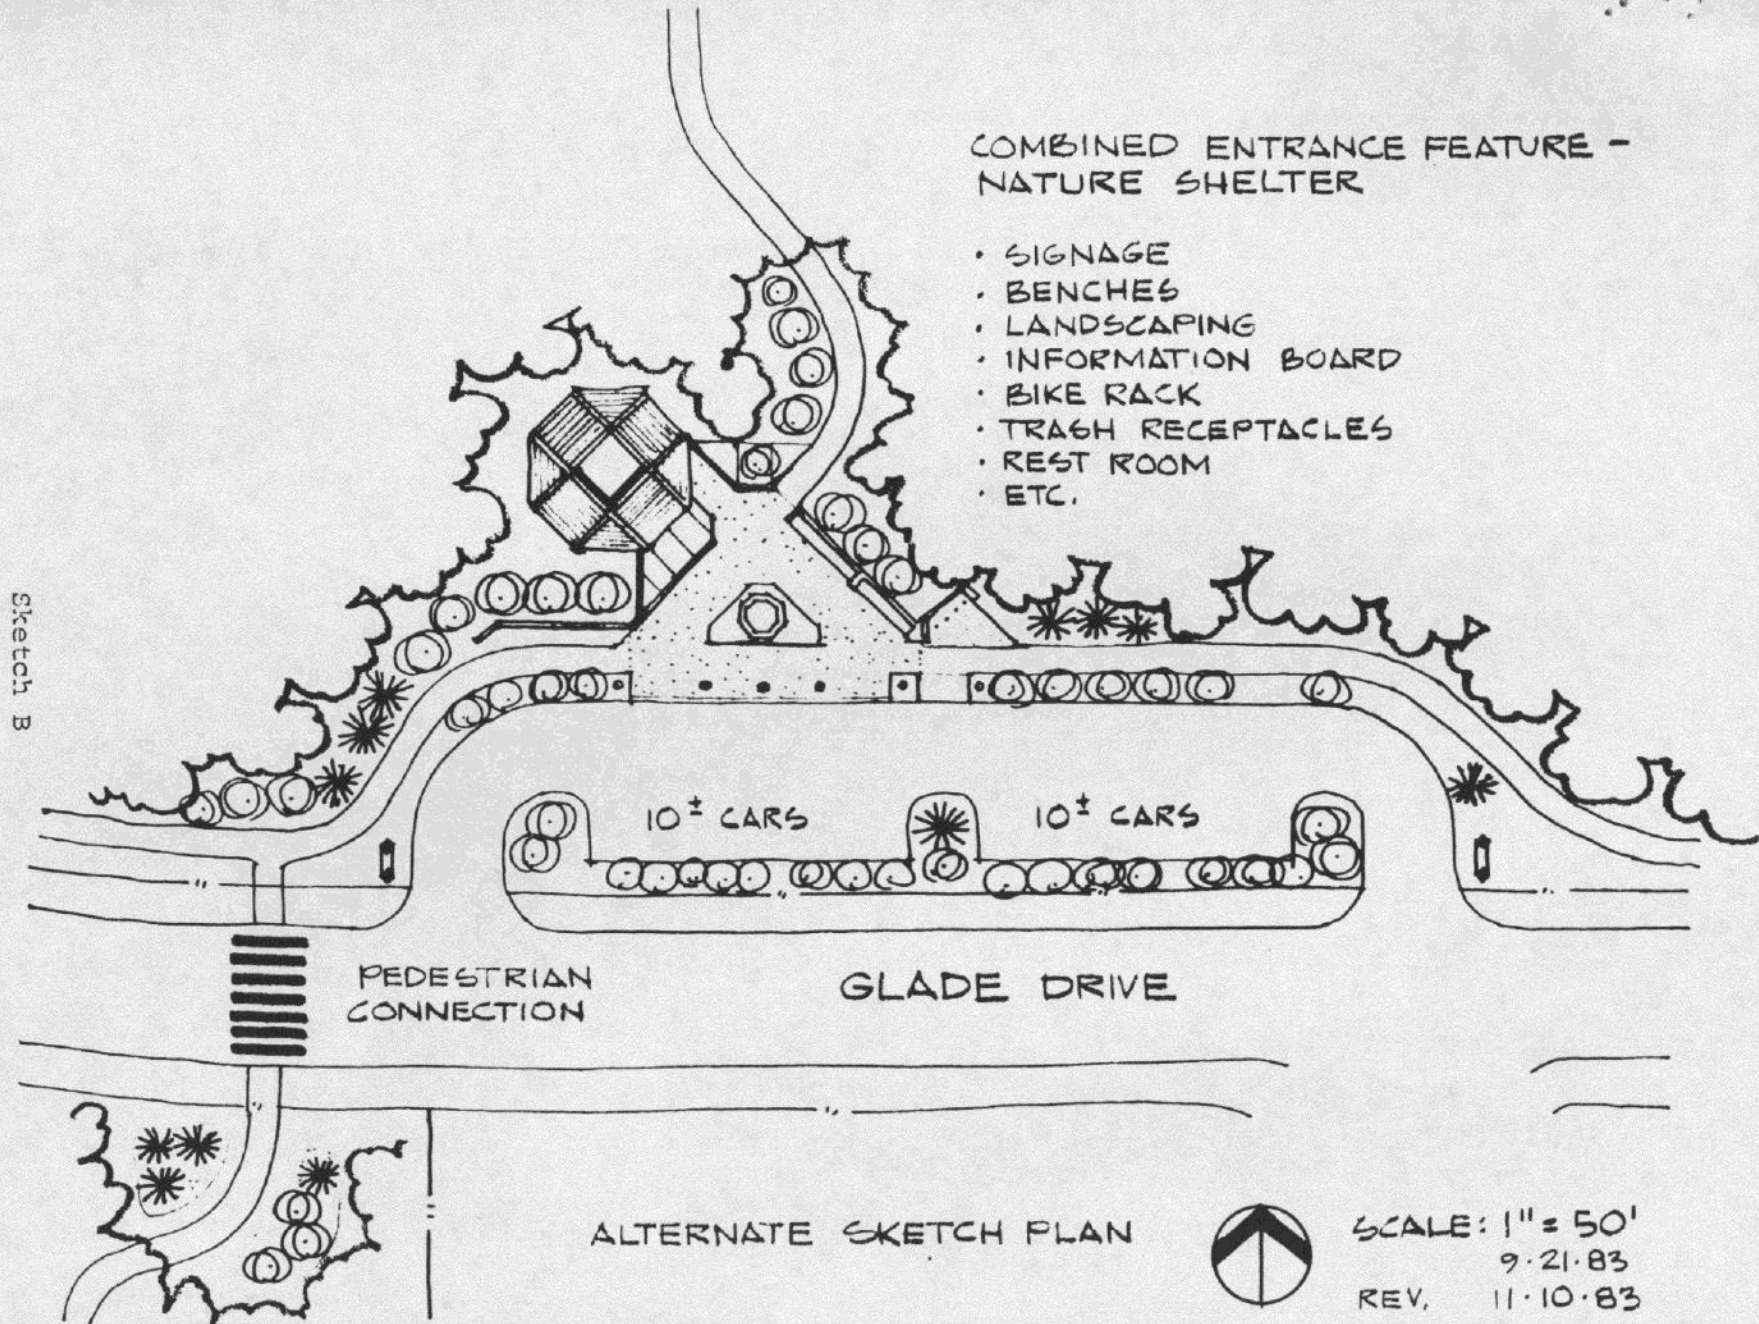 COMBINED ENTRANCE FEATURE -
NATURE SHELTER
· SIGNAGE
· BENCHES
· LANDSCAPING
· INFORMATION BOARD
· BIKE RACK
· TRASH RECEPTACLES
· REST ROOM
· ETC.
Sketch B
10± CARS
10± CARS
PEDESTRIAN
CONNECTION
GLADE DRIVE
ALTERNATE SKETCH PLAN
SCALE: 1" = 50'
9·21·83
REV. 11·10·83